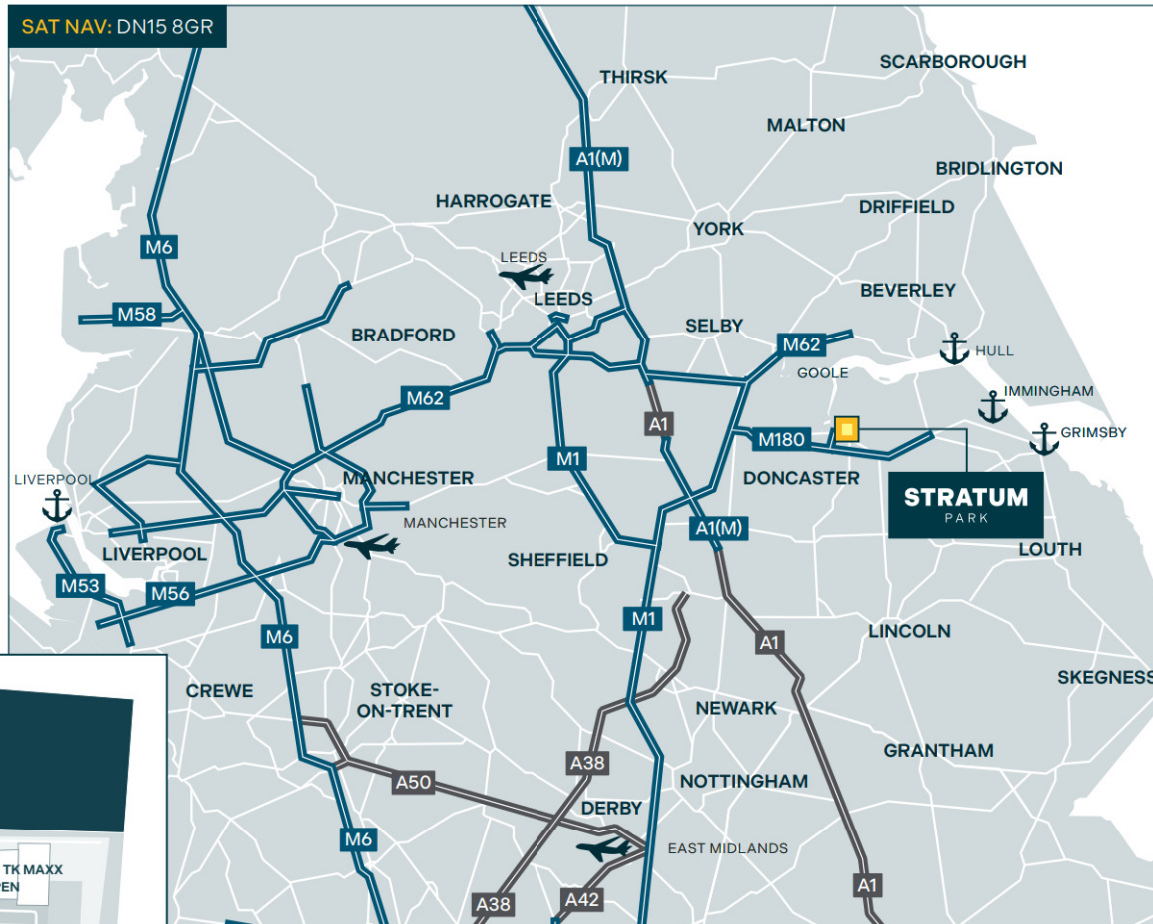 SAT NAV: DN15 8GR
SCARBOROUGH
THIRSK
MALTON
A1(M)
BRIDLINGTON
HARROGATE
DRIFFIELD
YORK
M6
LEEDS
BEVERLEY
LEEDS
M58
SELBY
BRADFORD
M62
HULL
GOOLE
IMMINGHAM
M62
A1
GRIMSBY
M180
M1
MANCHESTER
DONCASTER
LIVERPOOL
STRATUM
PARK
MANCHESTER
A1(M)
LIVERPOOL
SHEFFIELD
LOUTH
M53
M56
M1
LINCOLN
M6
A1
SKEGNESS
CREWE
STOKE-
ON-TRENT
NEWARK
GRANTHAM
A38
A50
NOTTINGHAM
DERBY
M6
EAST MIDLANDS
TK MAXX
A1
A38
A42